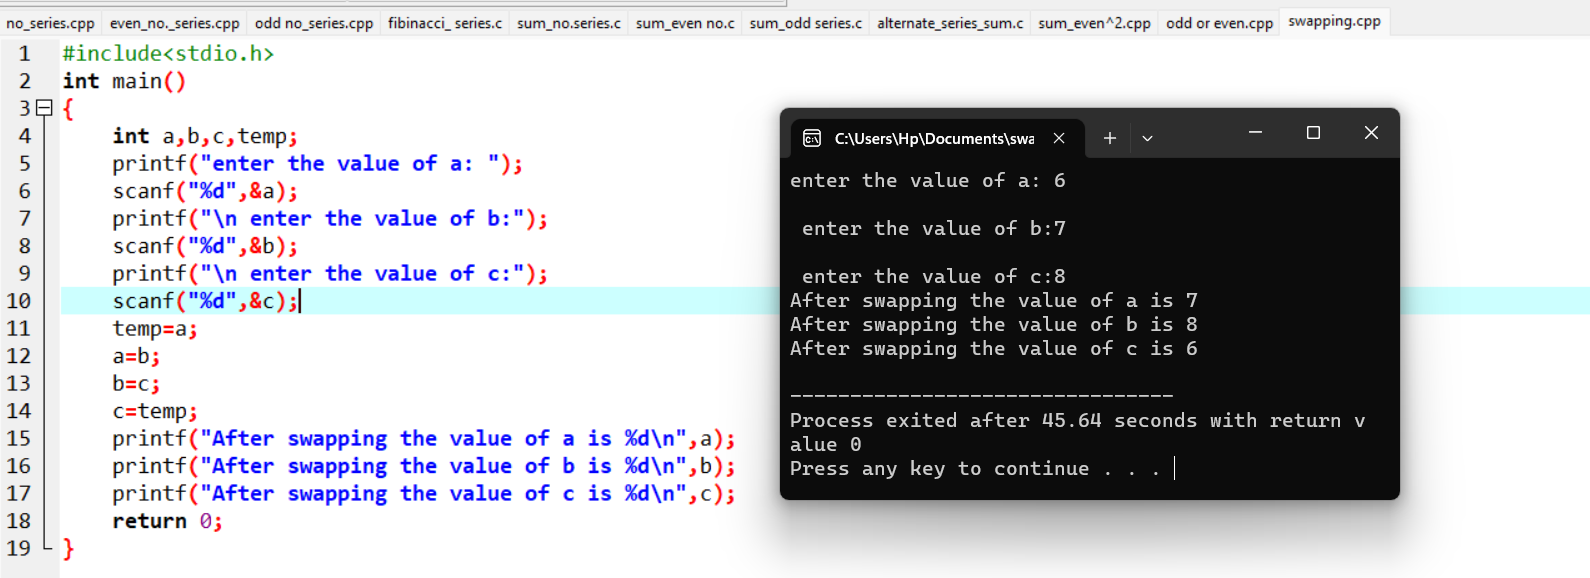 no_series.cpp even_no._series.cpp odd no_series.cpp fibinacci_ series.c sum_no.series.c sum_even no.c sum_odd series.c alternate_series_sum.c sum_even^2.cpp odd or even.cpp swapping.cpp
1 #include<stdio.h>
2 int main()
3 {
4 int a,b,c,temp;
5 printf("enter the value of a: ");
6 scanf("%d",&a);
7 printf("\n enter the value of b:");
8 scanf("%d",&b);
9 printf("\n enter the value of c:");
10 scanf("%d",&c);
11 temp=a;
12 a=b;
13 b=c;
14 c=temp;
15 printf("After swapping the value of a is %d\n",a);
16 printf("After swapping the value of b is %d\n",b);
17 printf("After swapping the value of c is %d\n",c);
18 return 0;
19 }
C:\Users\Hp\Documents\swa
enter the value of a: 6
enter the value of b:7
enter the value of c:8
After swapping the value of a is 7
After swapping the value of b is 8
After swapping the value of c is 6
--------------------------------
Process exited after 45.64 seconds with return v
alue 0
Press any key to continue . . .